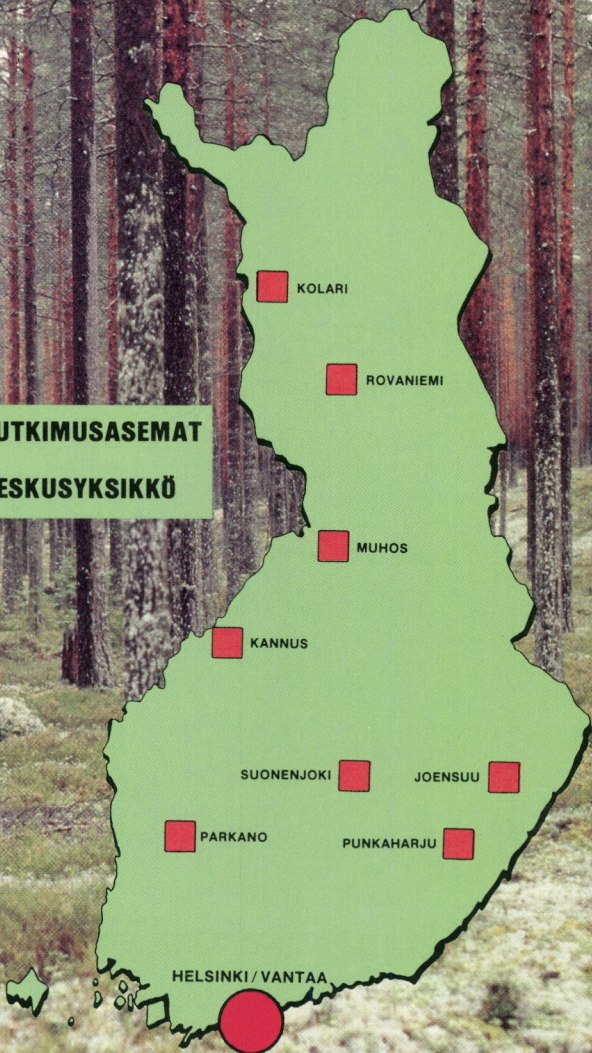 KOLARI
ROVANIEMI
UTKIMUSASEMAT
ESKUSYKSIKKÖ
MUHOS
KANNUS
SUONENJOKI
JOENSUU
PARKANO
PUNKAHARJU
HELSINKI/VANTAA